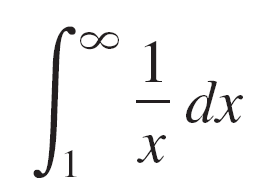 ∫₁^∞ 1/x dx